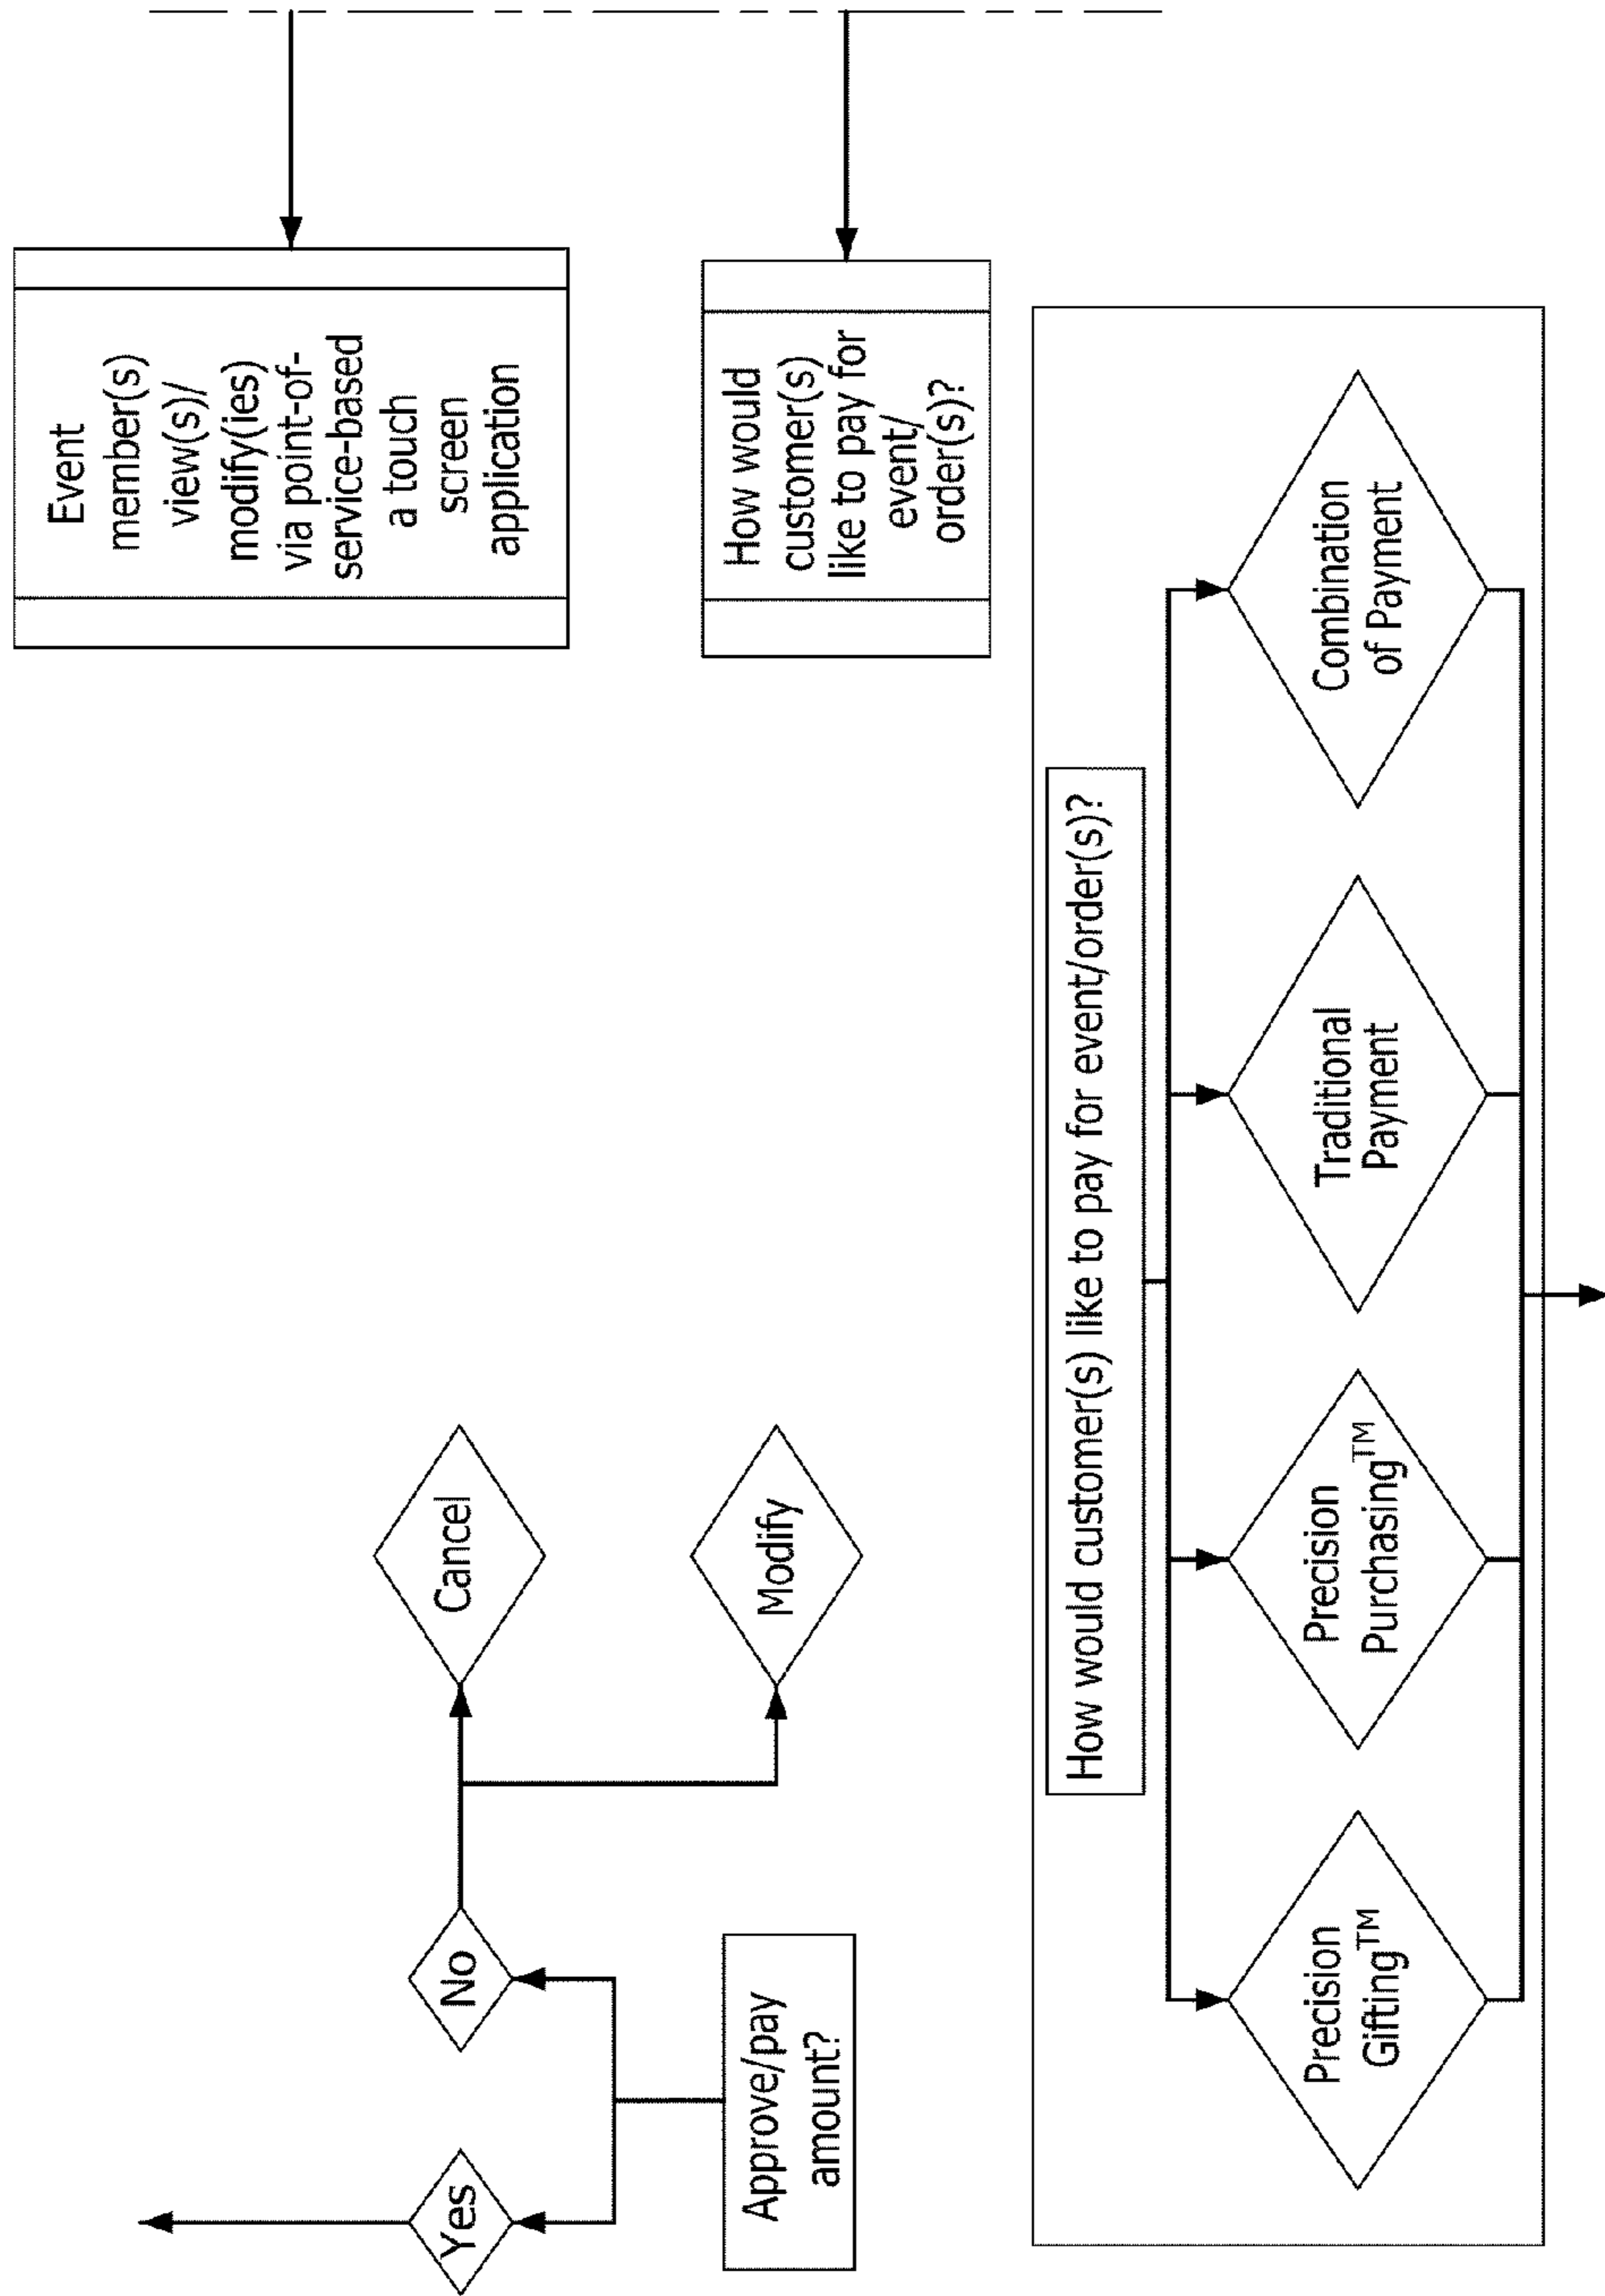 Event
member(s)
view(s)/
modify(ies)
via point-of-
service-based
a touch
screen
application
How would
customer(s)
like to pay for
event/
order(s)?
Cancel
Modify
No
Yes
Approve/pay
amount?
How would customer(s) like to pay for event/order(s)?
Precision
Gifting™
Precision
Purchasing™
Traditional
Payment
Combination
of Payment